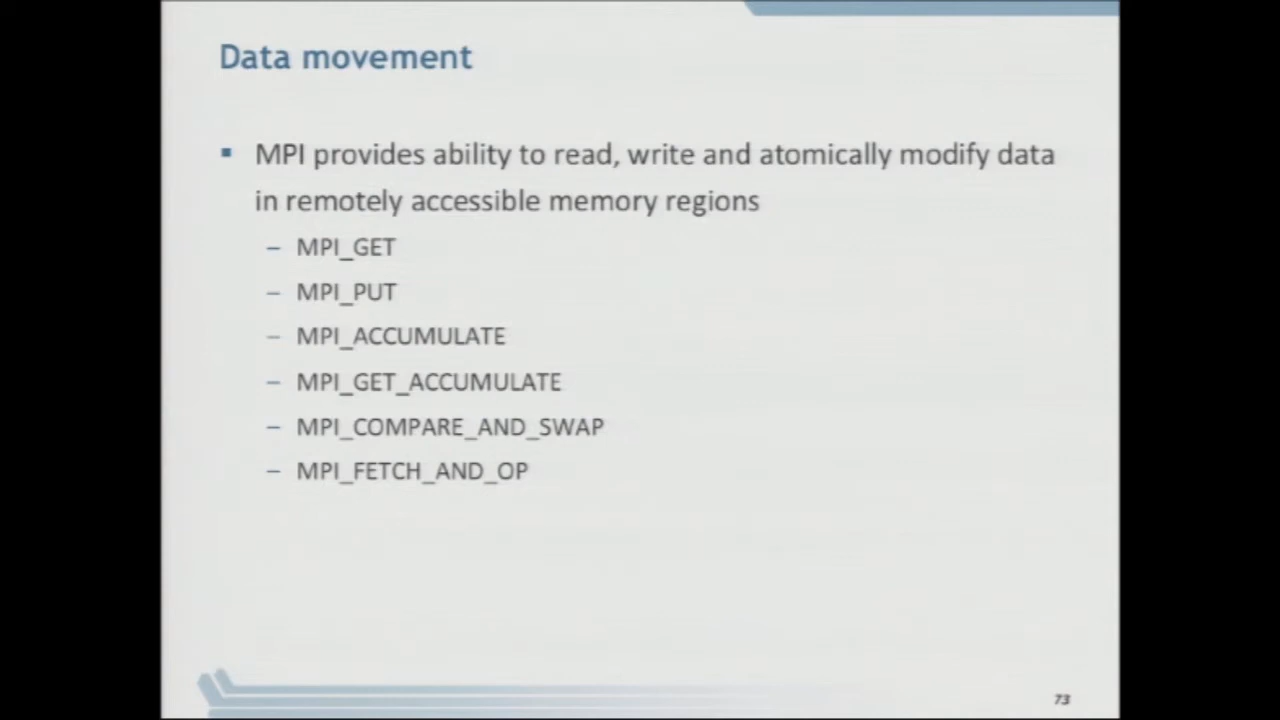 Data movement
▪ MPI provides ability to read, write and atomically modify data
in remotely accessible memory regions
– MPI_GET
– MPI_PUT
– MPI_ACCUMULATE
– MPI_GET_ACCUMULATE
– MPI_COMPARE_AND_SWAP
– MPI_FETCH_AND_OP
73